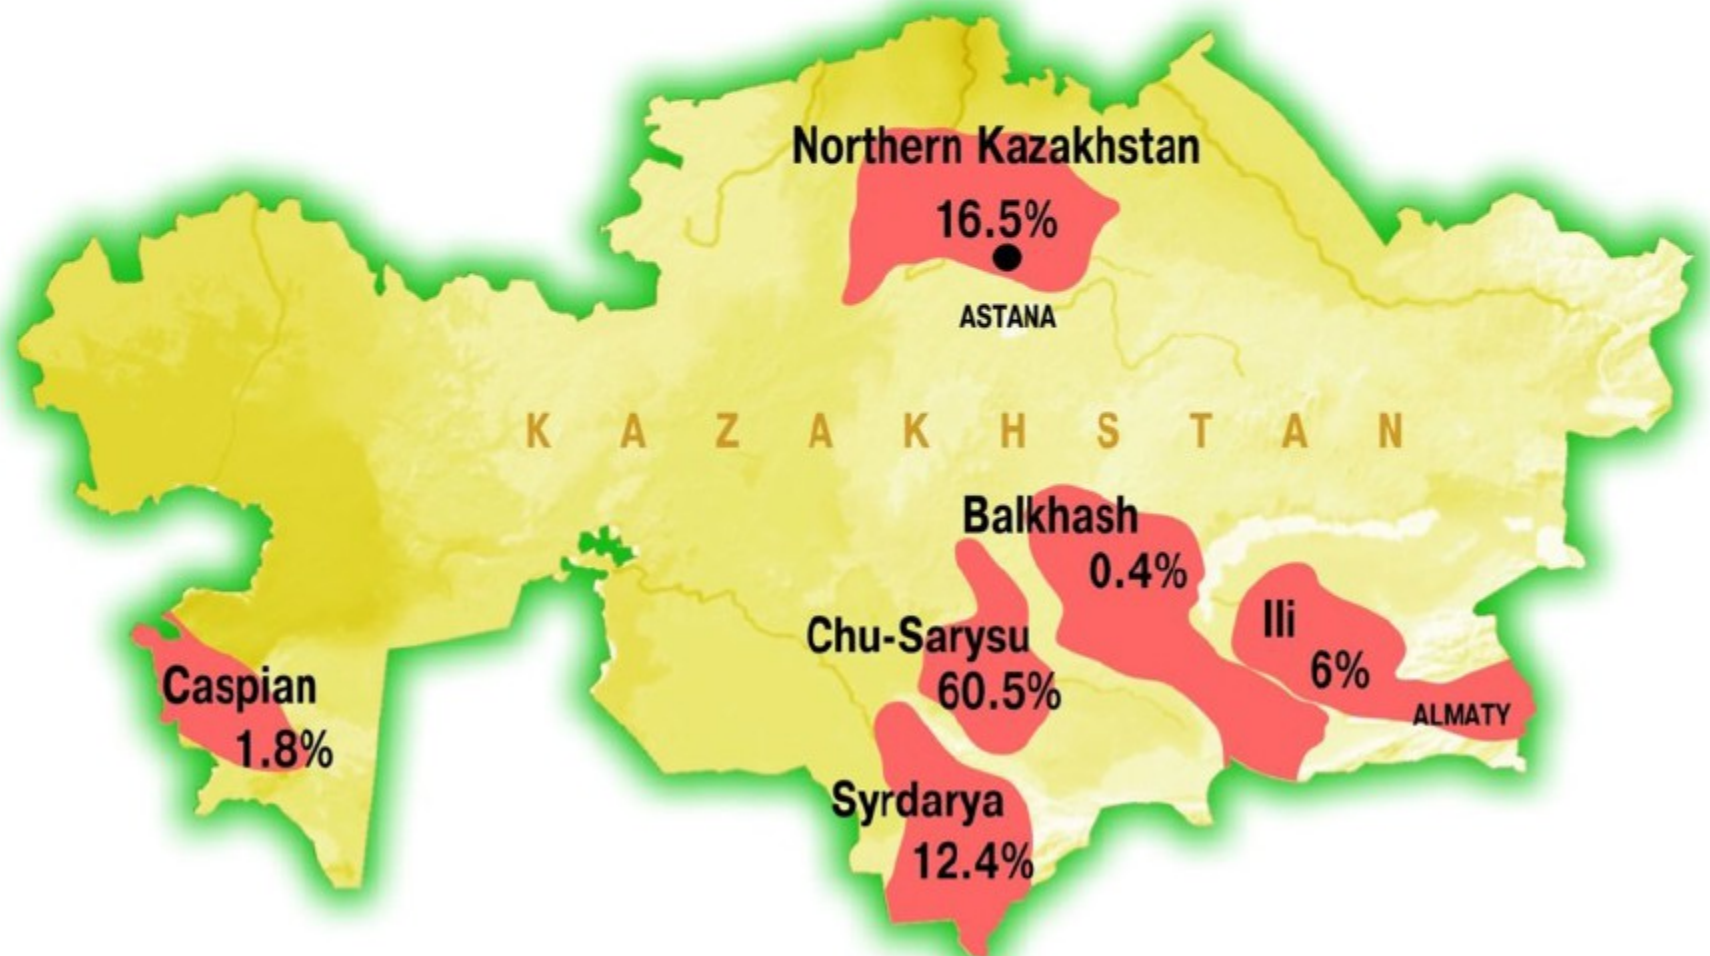 Northern Kazakhstan
16.5%
ASTANA
KAZAKHSTAN
Balkhash
0.4%
Ili
6%
ALMATY
Chu-Sarysu
60.5%
Caspian
1.8%
Syrdarya
12.4%